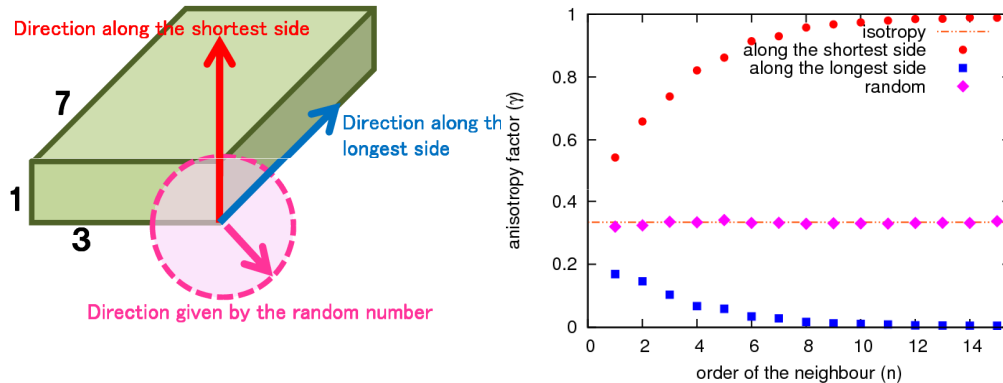 Direction along the shortest side
7
Direction along th
longest side
1
3
Direction given by the random number
isotropy
along the shortest side
along the longest side
random
anisotropy factor (γ)
1
0.8
0.6
0.4
0.2
0
0 2 4 6 8 10 12 14
order of the neighbour (n)